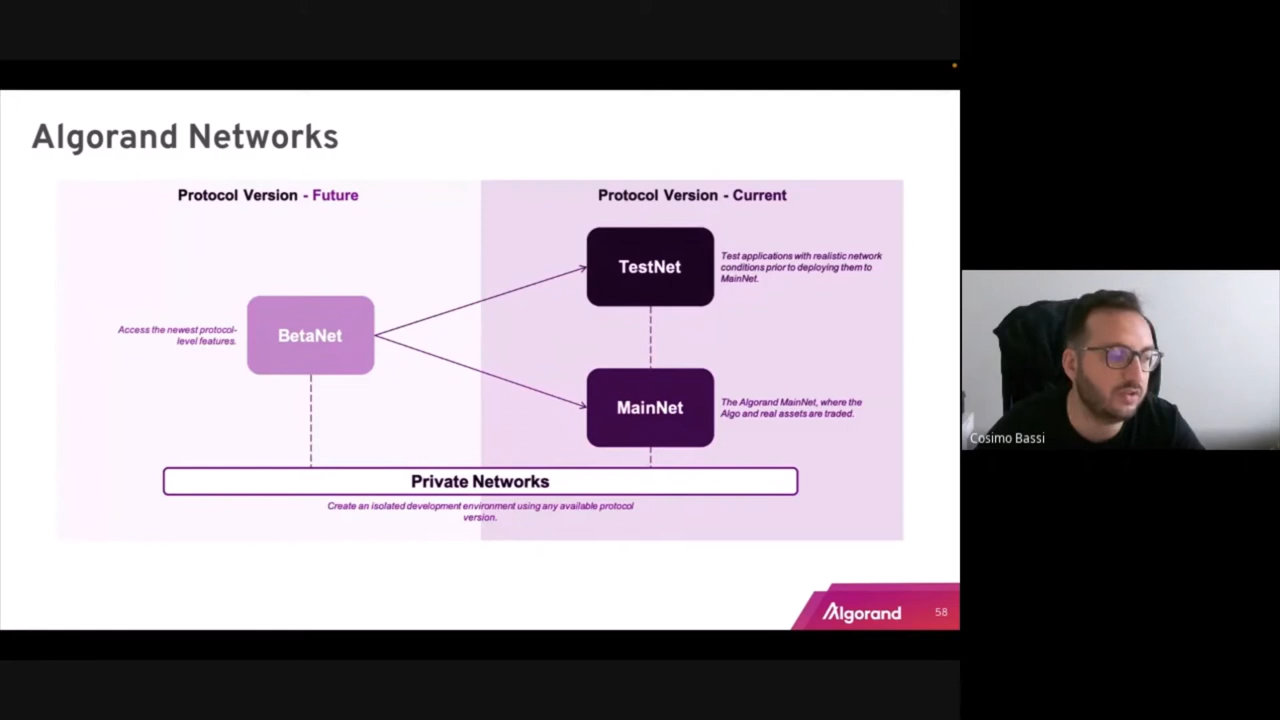 Algorand Networks
Protocol Version - Future
Protocol Version - Current
TestNet
Test applications with realistic network
conditions prior to deploying them to
MainNet.
Access the newest protocol-
level features.
BetaNet
MainNet
The Algorand MainNet, where the
Algo and real assets are traded.
Private Networks
Create an isolated development environment using any available protocol
version.
Algorand
58
Cosimo Bassi